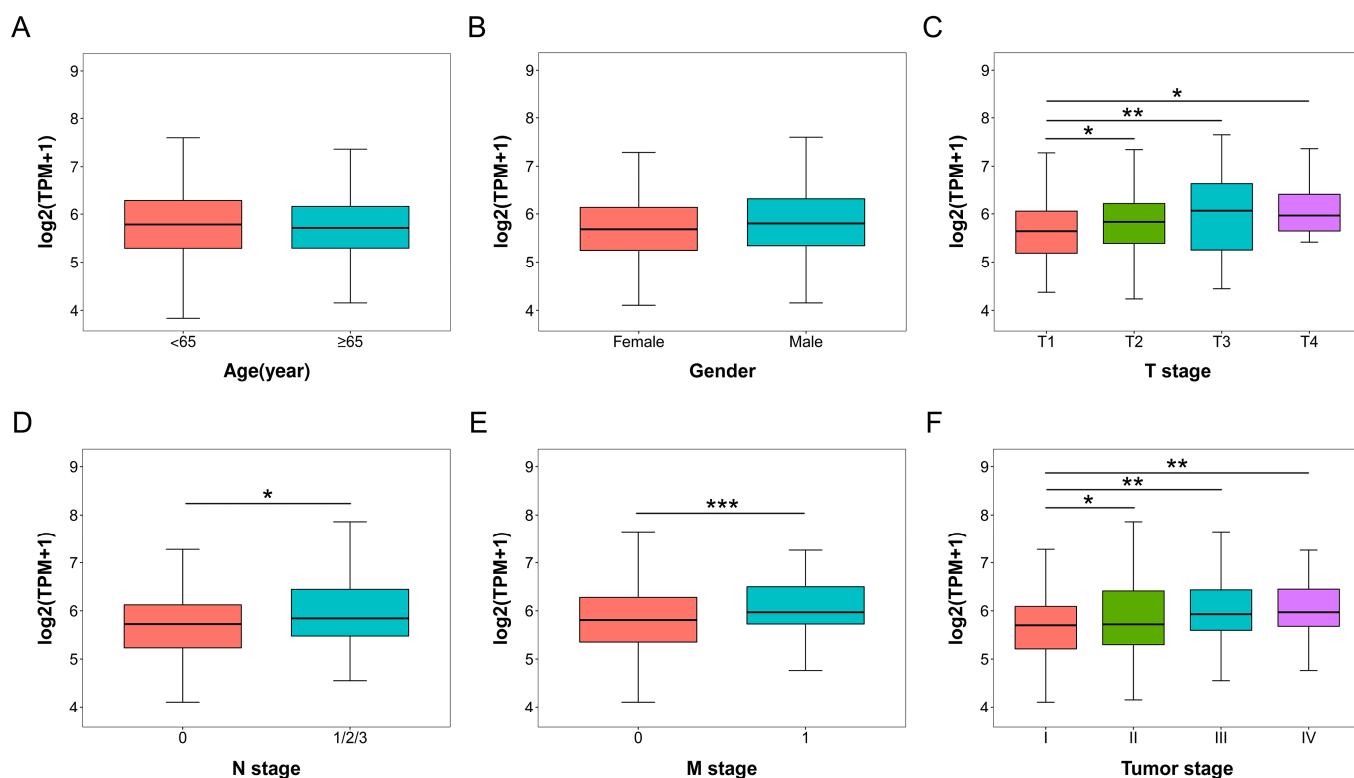 A
log2(TPM+1)
9
8
7
6
5
4
<65
≥65
Age(year)
B
log2(TPM+1)
9
8
7
6
5
4
Female
Male
Gender
C
log2(TPM+1)
9
8
7
6
5
4
*
**
*
T1
T2
T3
T4
T stage
D
log2(TPM+1)
9
8
7
6
5
4
*
0
1/2/3
N stage
E
log2(TPM+1)
9
8
7
6
5
4
***
0
1
M stage
F
log2(TPM+1)
9
8
7
6
5
4
**
**
*
I
II
III
IV
Tumor stage